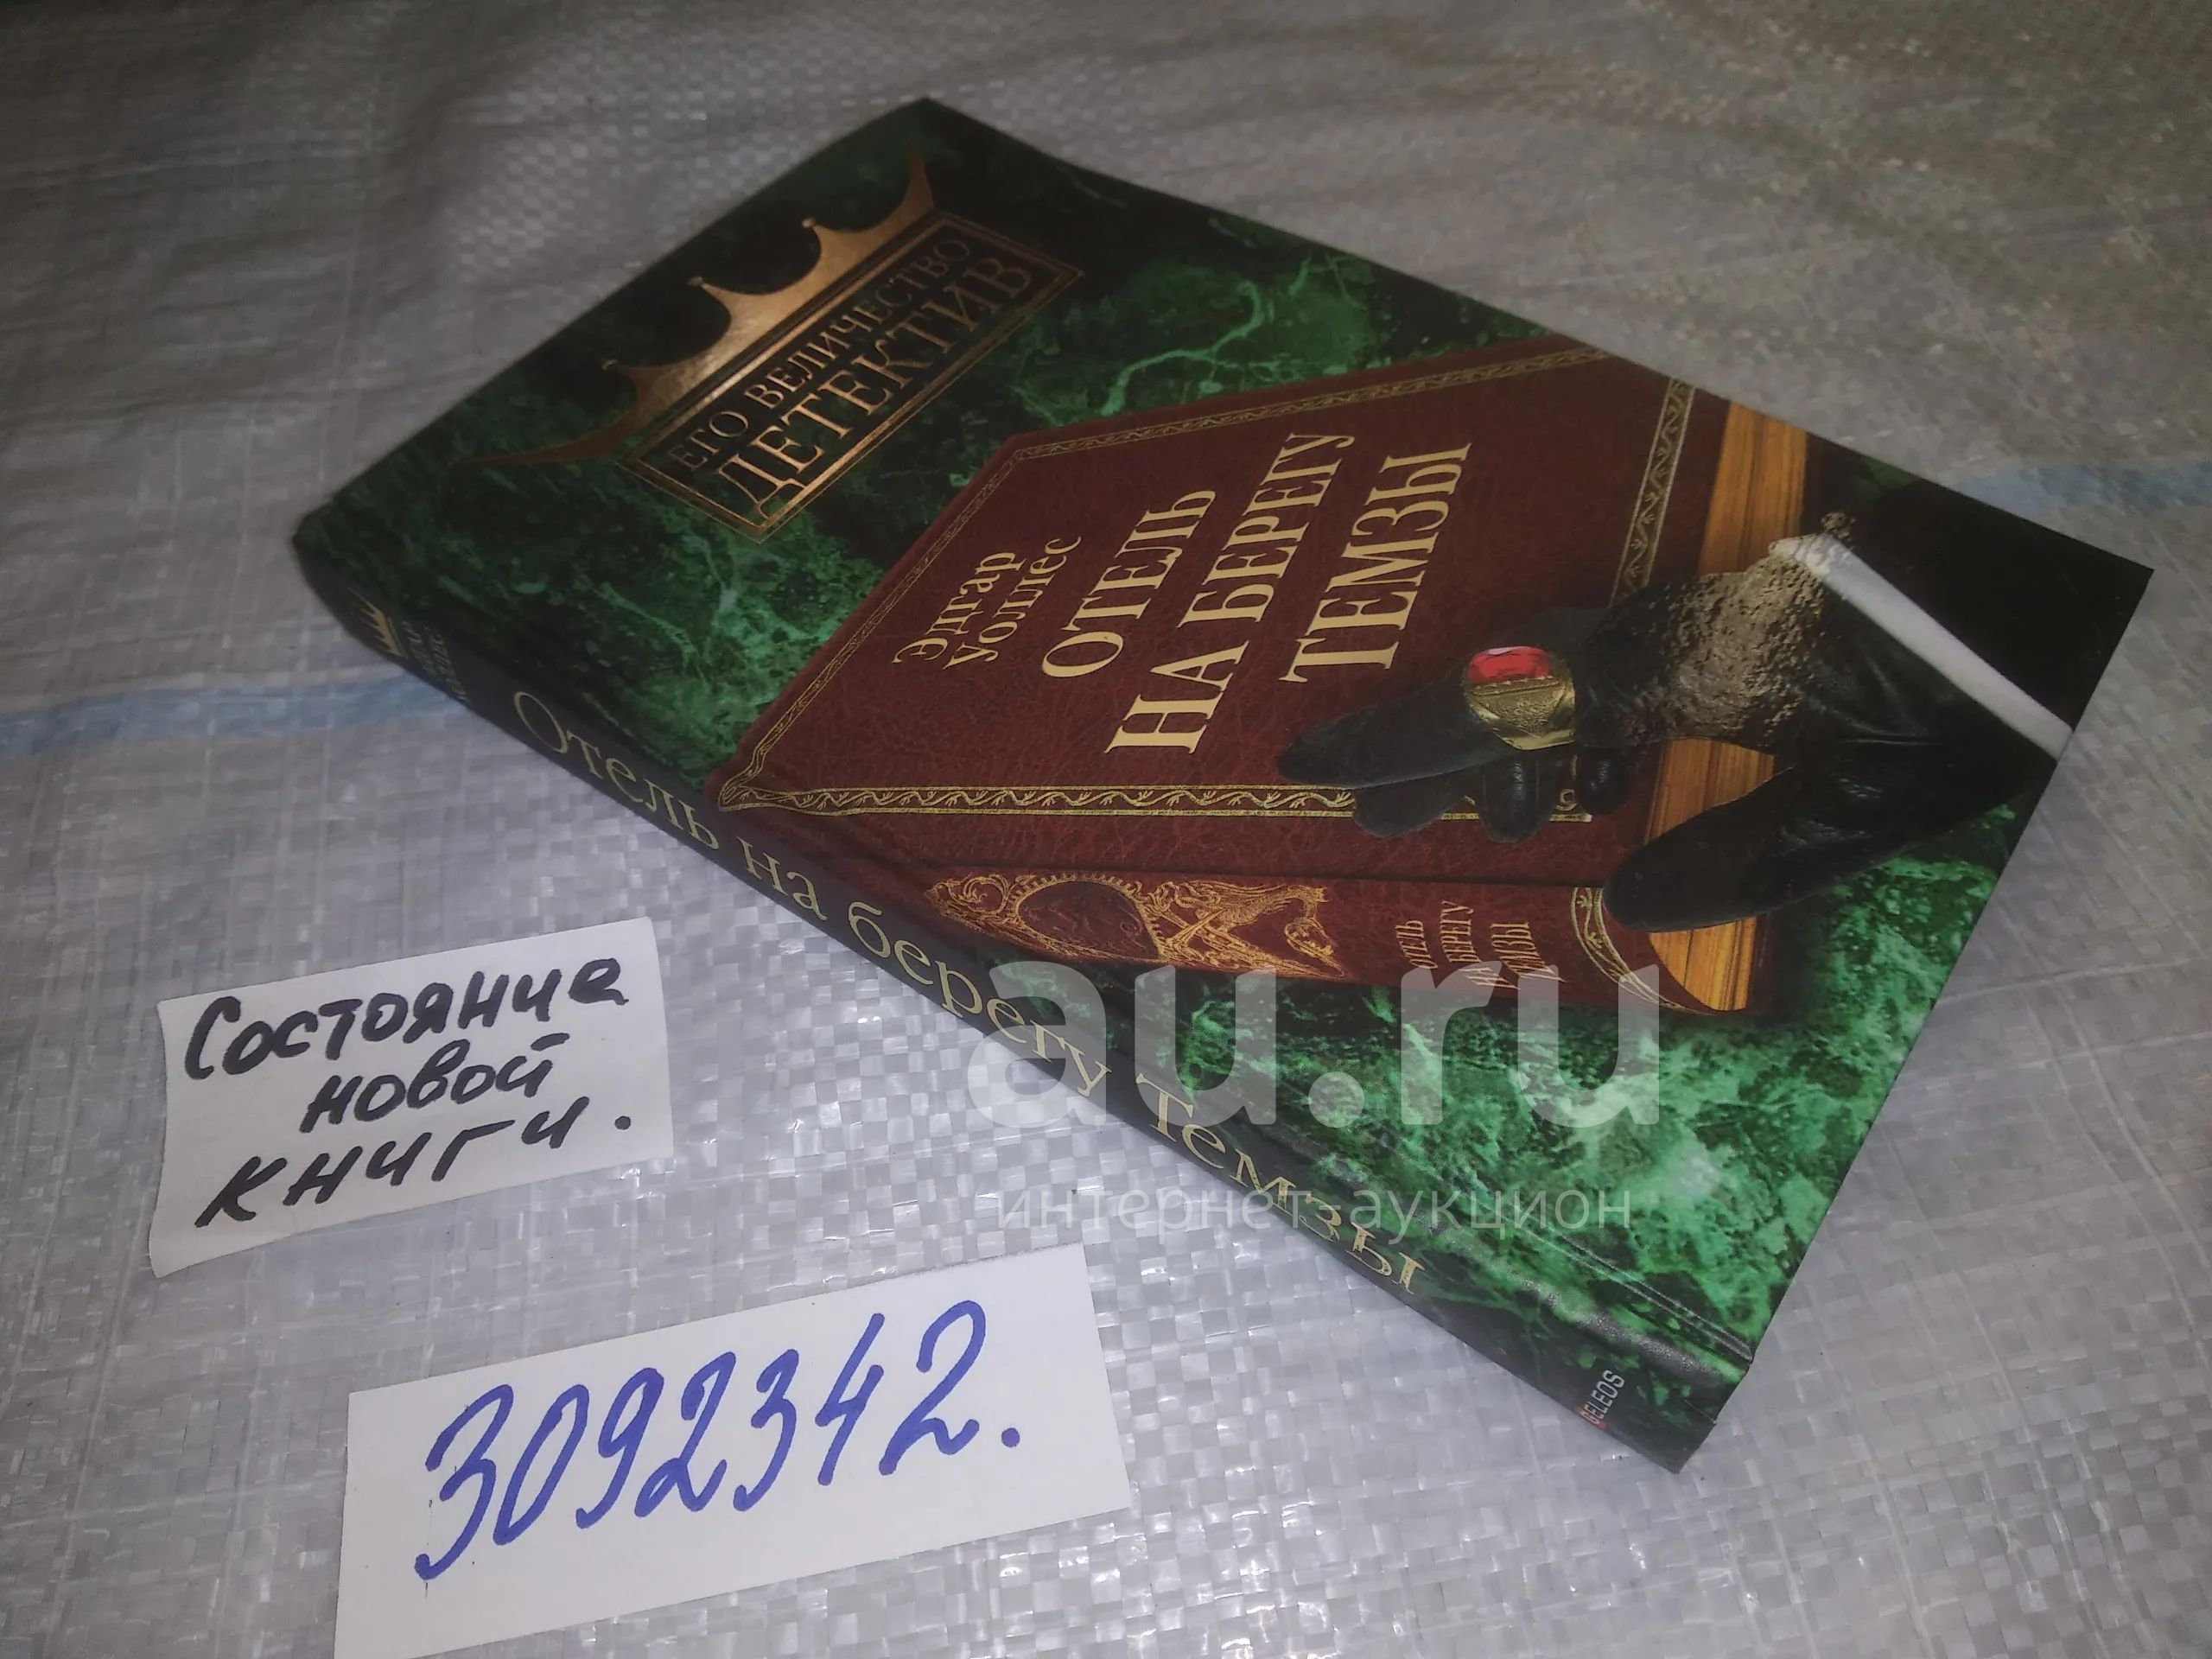 ЕГО ВЕЛИЧЕСТВО
ДЕТЕКТИВ
Эдгар
Уоллес
ОТЕЛЬ
НА БЕРЕГУ
ТЕМЗЫ
Отель на берегу Темзы
ОТЕЛЬ
НА БЕРЕГУ
ТЕМЗЫ
GELEOS
au.ru
интернет аукцион
Состояние
новой
книги.
3092342.